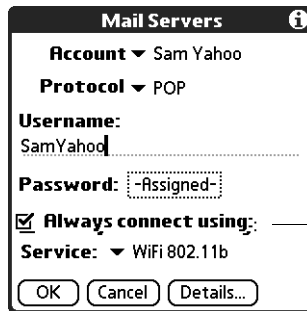 Mail Servers
Account Sam Yahoo
Protocol POP
Username:
SamYahoo
Password: -Assigned-
Always connect using:
Service: WiFi 802.11b
OK Cancel Details...